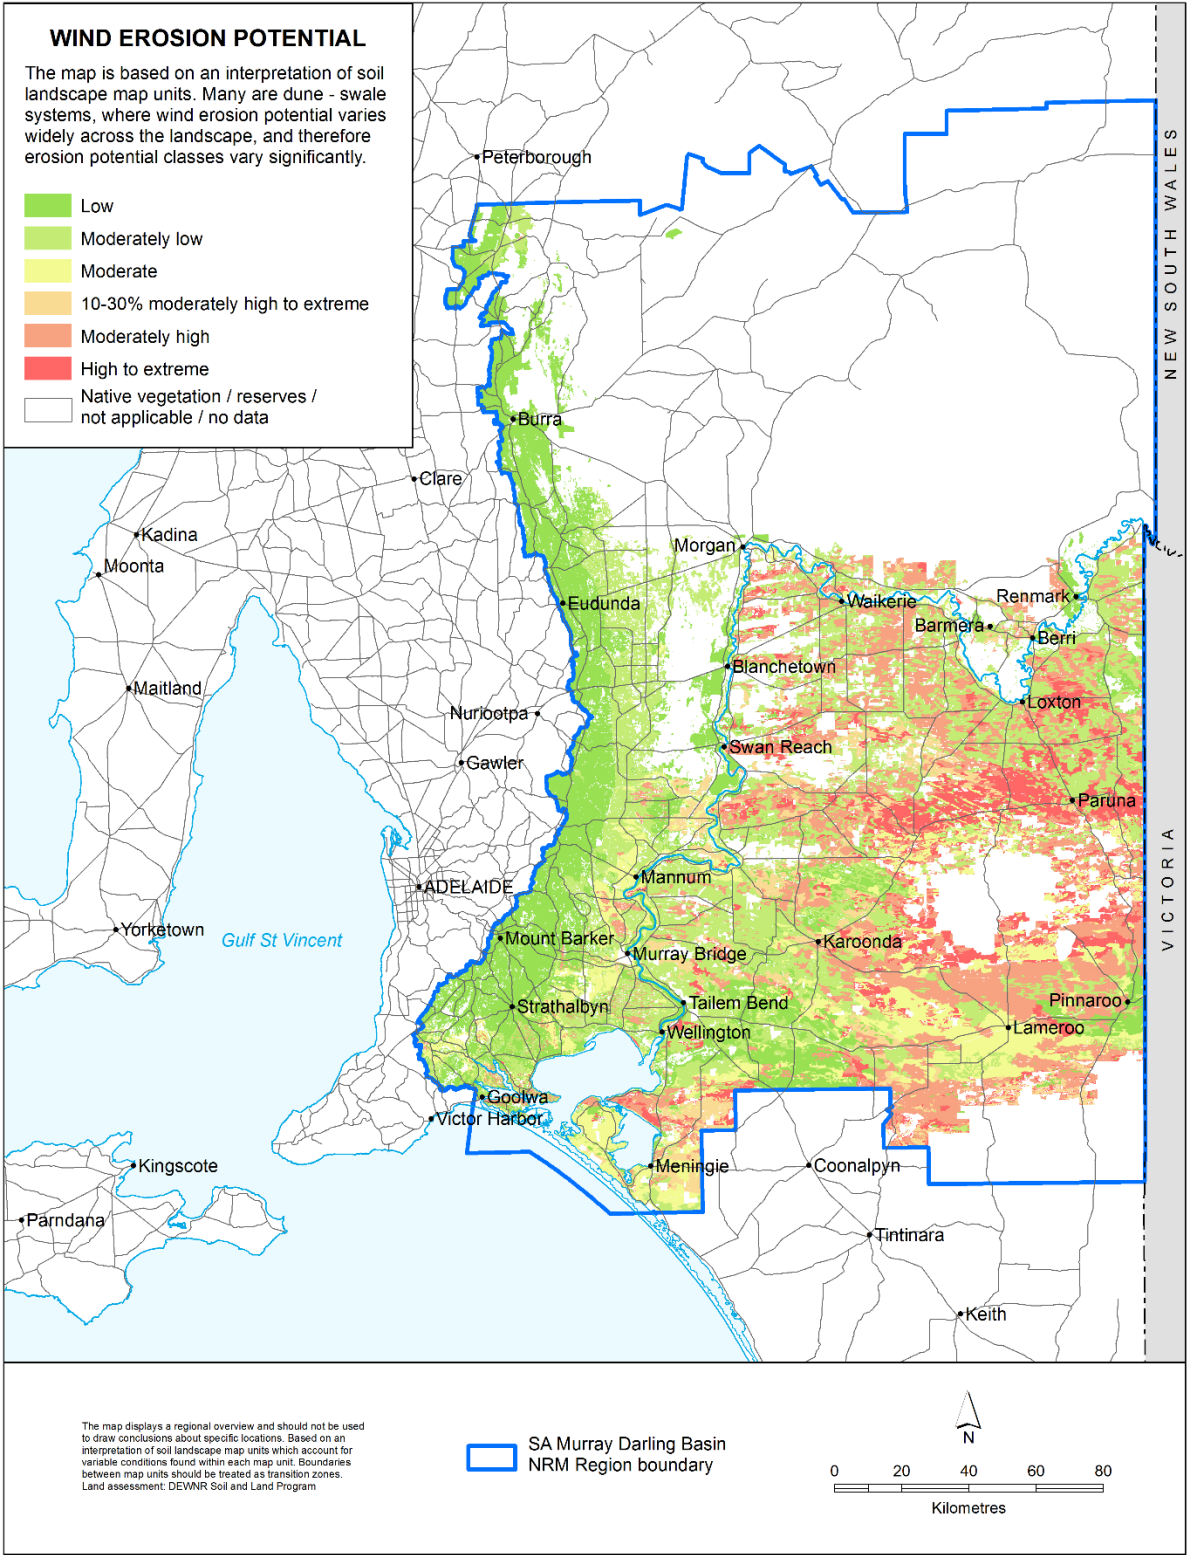 WIND EROSION POTENTIAL
The map is based on an interpretation of soil
landscape map units. Many are dune - swale
systems, where wind erosion potential varies
widely across the landscape, and therefore
erosion potential classes vary significantly.
Low
Moderately low
Moderate
10-30% moderately high to extreme
Moderately high
High to extreme
Native vegetation / reserves /
not applicable / no data
Peterborough
NEW SOUTH WALES
Burra
Clare
Kadina
Moonta
Morgan
Eudunda
Waikerie
Renmark
Barmera
Berri
Blanchetown
Maitland
Loxton
Nuriootpa
Swan Reach
Gawler
Paruna
VICTORIA
Mannum
ADELAIDE
Yorketown
Gulf St Vincent
Mount Barker
Karoonda
Murray Bridge
Strathalbyn
Tailem Bend
Pinnaroo
Lameroo
Wellington
Goolwa
Victor Harbor
Kingscote
Meningie
Coonalpyn
Parndana
Tintinara
Keith
The map displays a regional overview and should not be used
to draw conclusions about specific locations. Based on an
interpretation of soil landscape map units which account for
variable conditions found within each map unit. Boundaries
between map units should be treated as transition zones.
Land assessment: DEWNR Soil and Land Program
SA Murray Darling Basin
NRM Region boundary
N
0 20 40 60 80
Kilometres